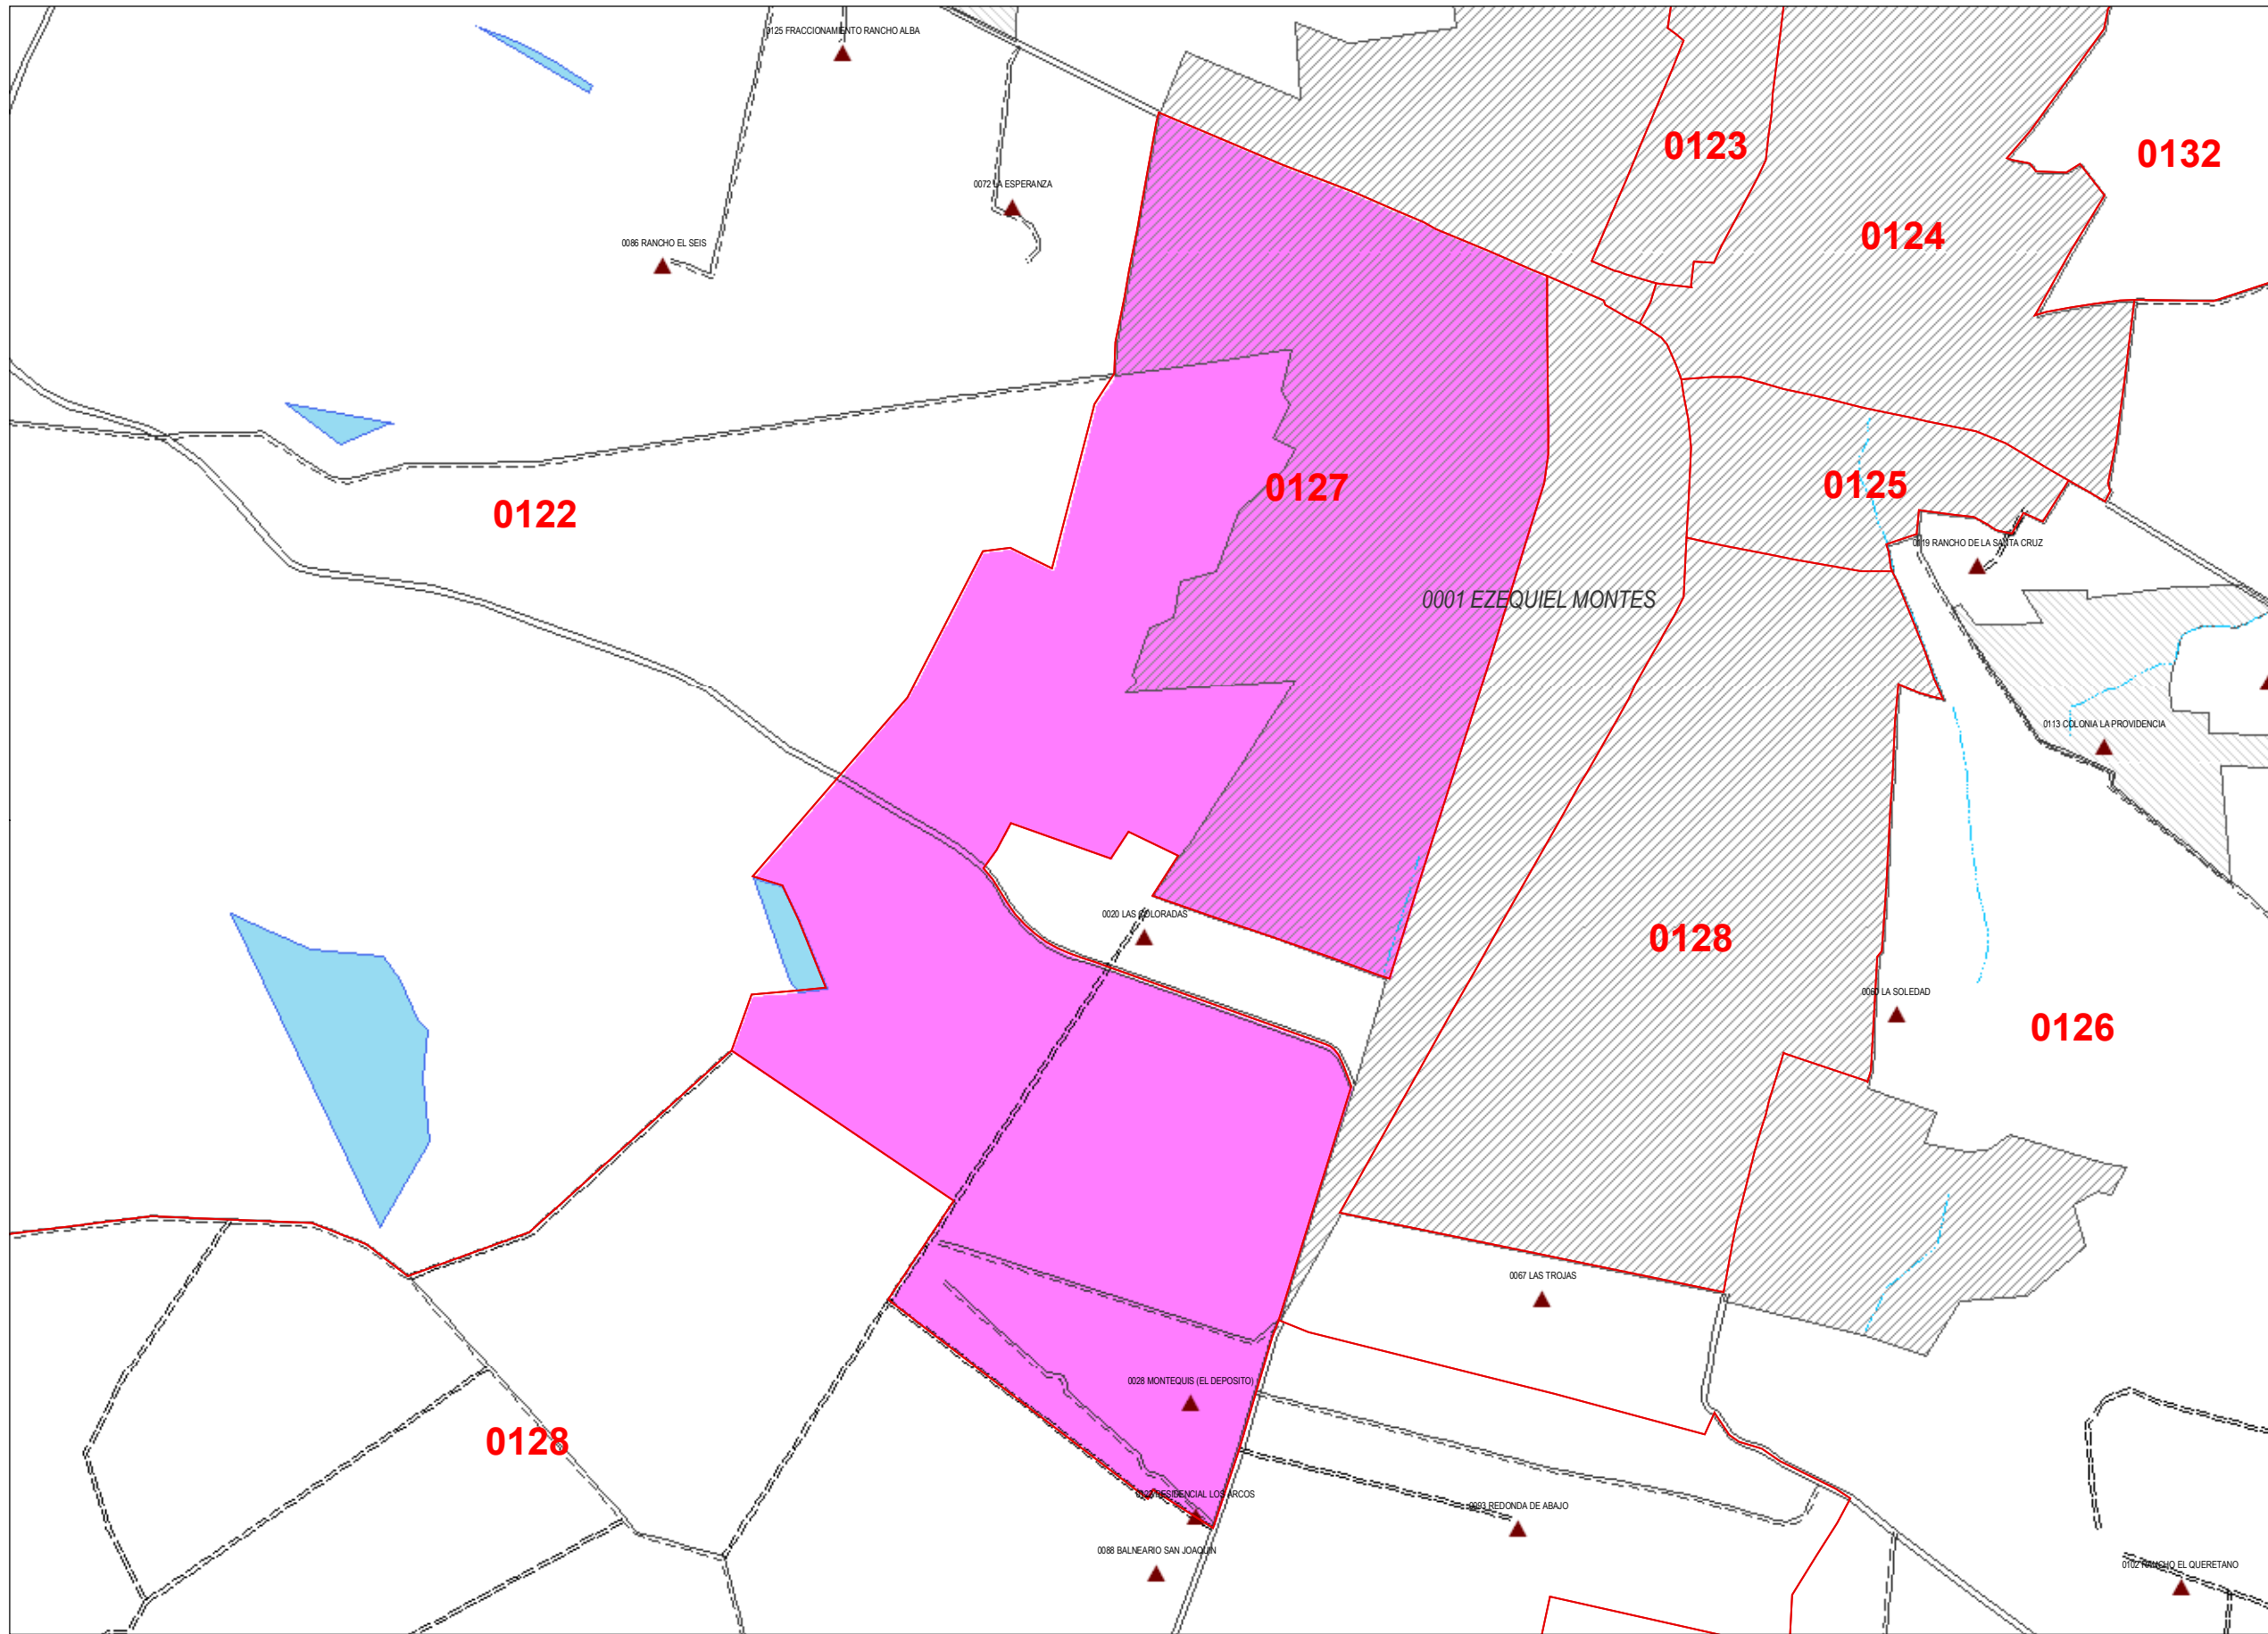 0125 FRACCIONAMIENTO RANCHO ALBA
0123
0132
0072 LA ESPERANZA
0124
0086 RANCHO EL SEIS
0127
0125
0122
0019 RANCHO DE LA SANTA CRUZ
0001 EZEQUIEL MONTES
0113 COLONIA LA PROVIDENCIA
0020 LAS COLORADAS
0128
0060 LA SOLEDAD
0126
0067 LAS TROJAS
0028 MONTEQUIS (EL DEPOSITO)
0128
RESIDENCIAL LOS ARCOS
0093 REDONDA DE ABAJO
0088 BALNEARIO SAN JOAQUIN
0102 RANCHO EL QUERETANO